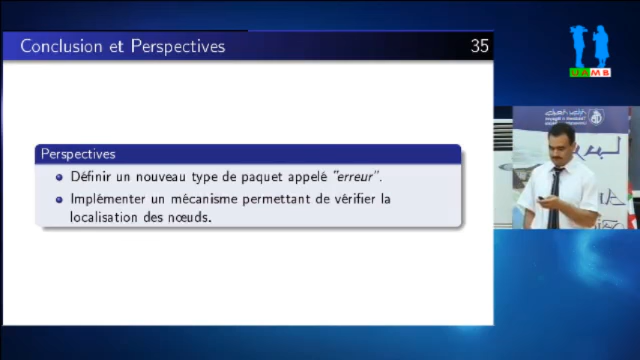 Conclusion et Perspectives
35
UAMB
Perspectives
Définir un nouveau type de paquet appelé "erreur".
Implémenter un mécanisme permettant de vérifier la
localisation des nœuds.